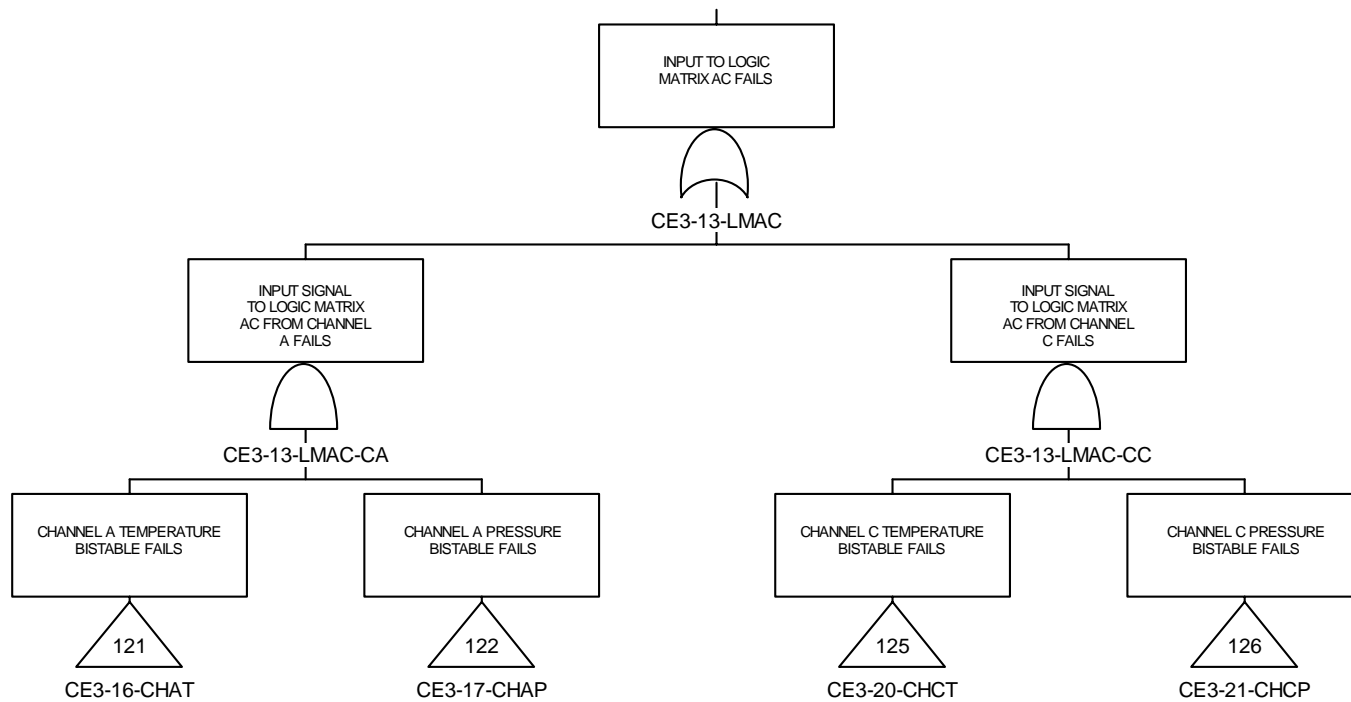 INPUT TO LOGIC
MATRIX AC FAILS
CE3-13-LMAC
INPUT SIGNAL
TO LOGIC MATRIX
AC FROM CHANNEL
A FAILS
CE3-13-LMAC-CA
INPUT SIGNAL
TO LOGIC MATRIX
AC FROM CHANNEL
C FAILS
CE3-13-LMAC-CC
CHANNEL A TEMPERATURE
BISTABLE FAILS
121
CE3-16-CHAT
CHANNEL A PRESSURE
BISTABLE FAILS
122
CE3-17-CHAP
CHANNEL C TEMPERATURE
BISTABLE FAILS
125
CE3-20-CHCT
CHANNEL C PRESSURE
BISTABLE FAILS
126
CE3-21-CHCP